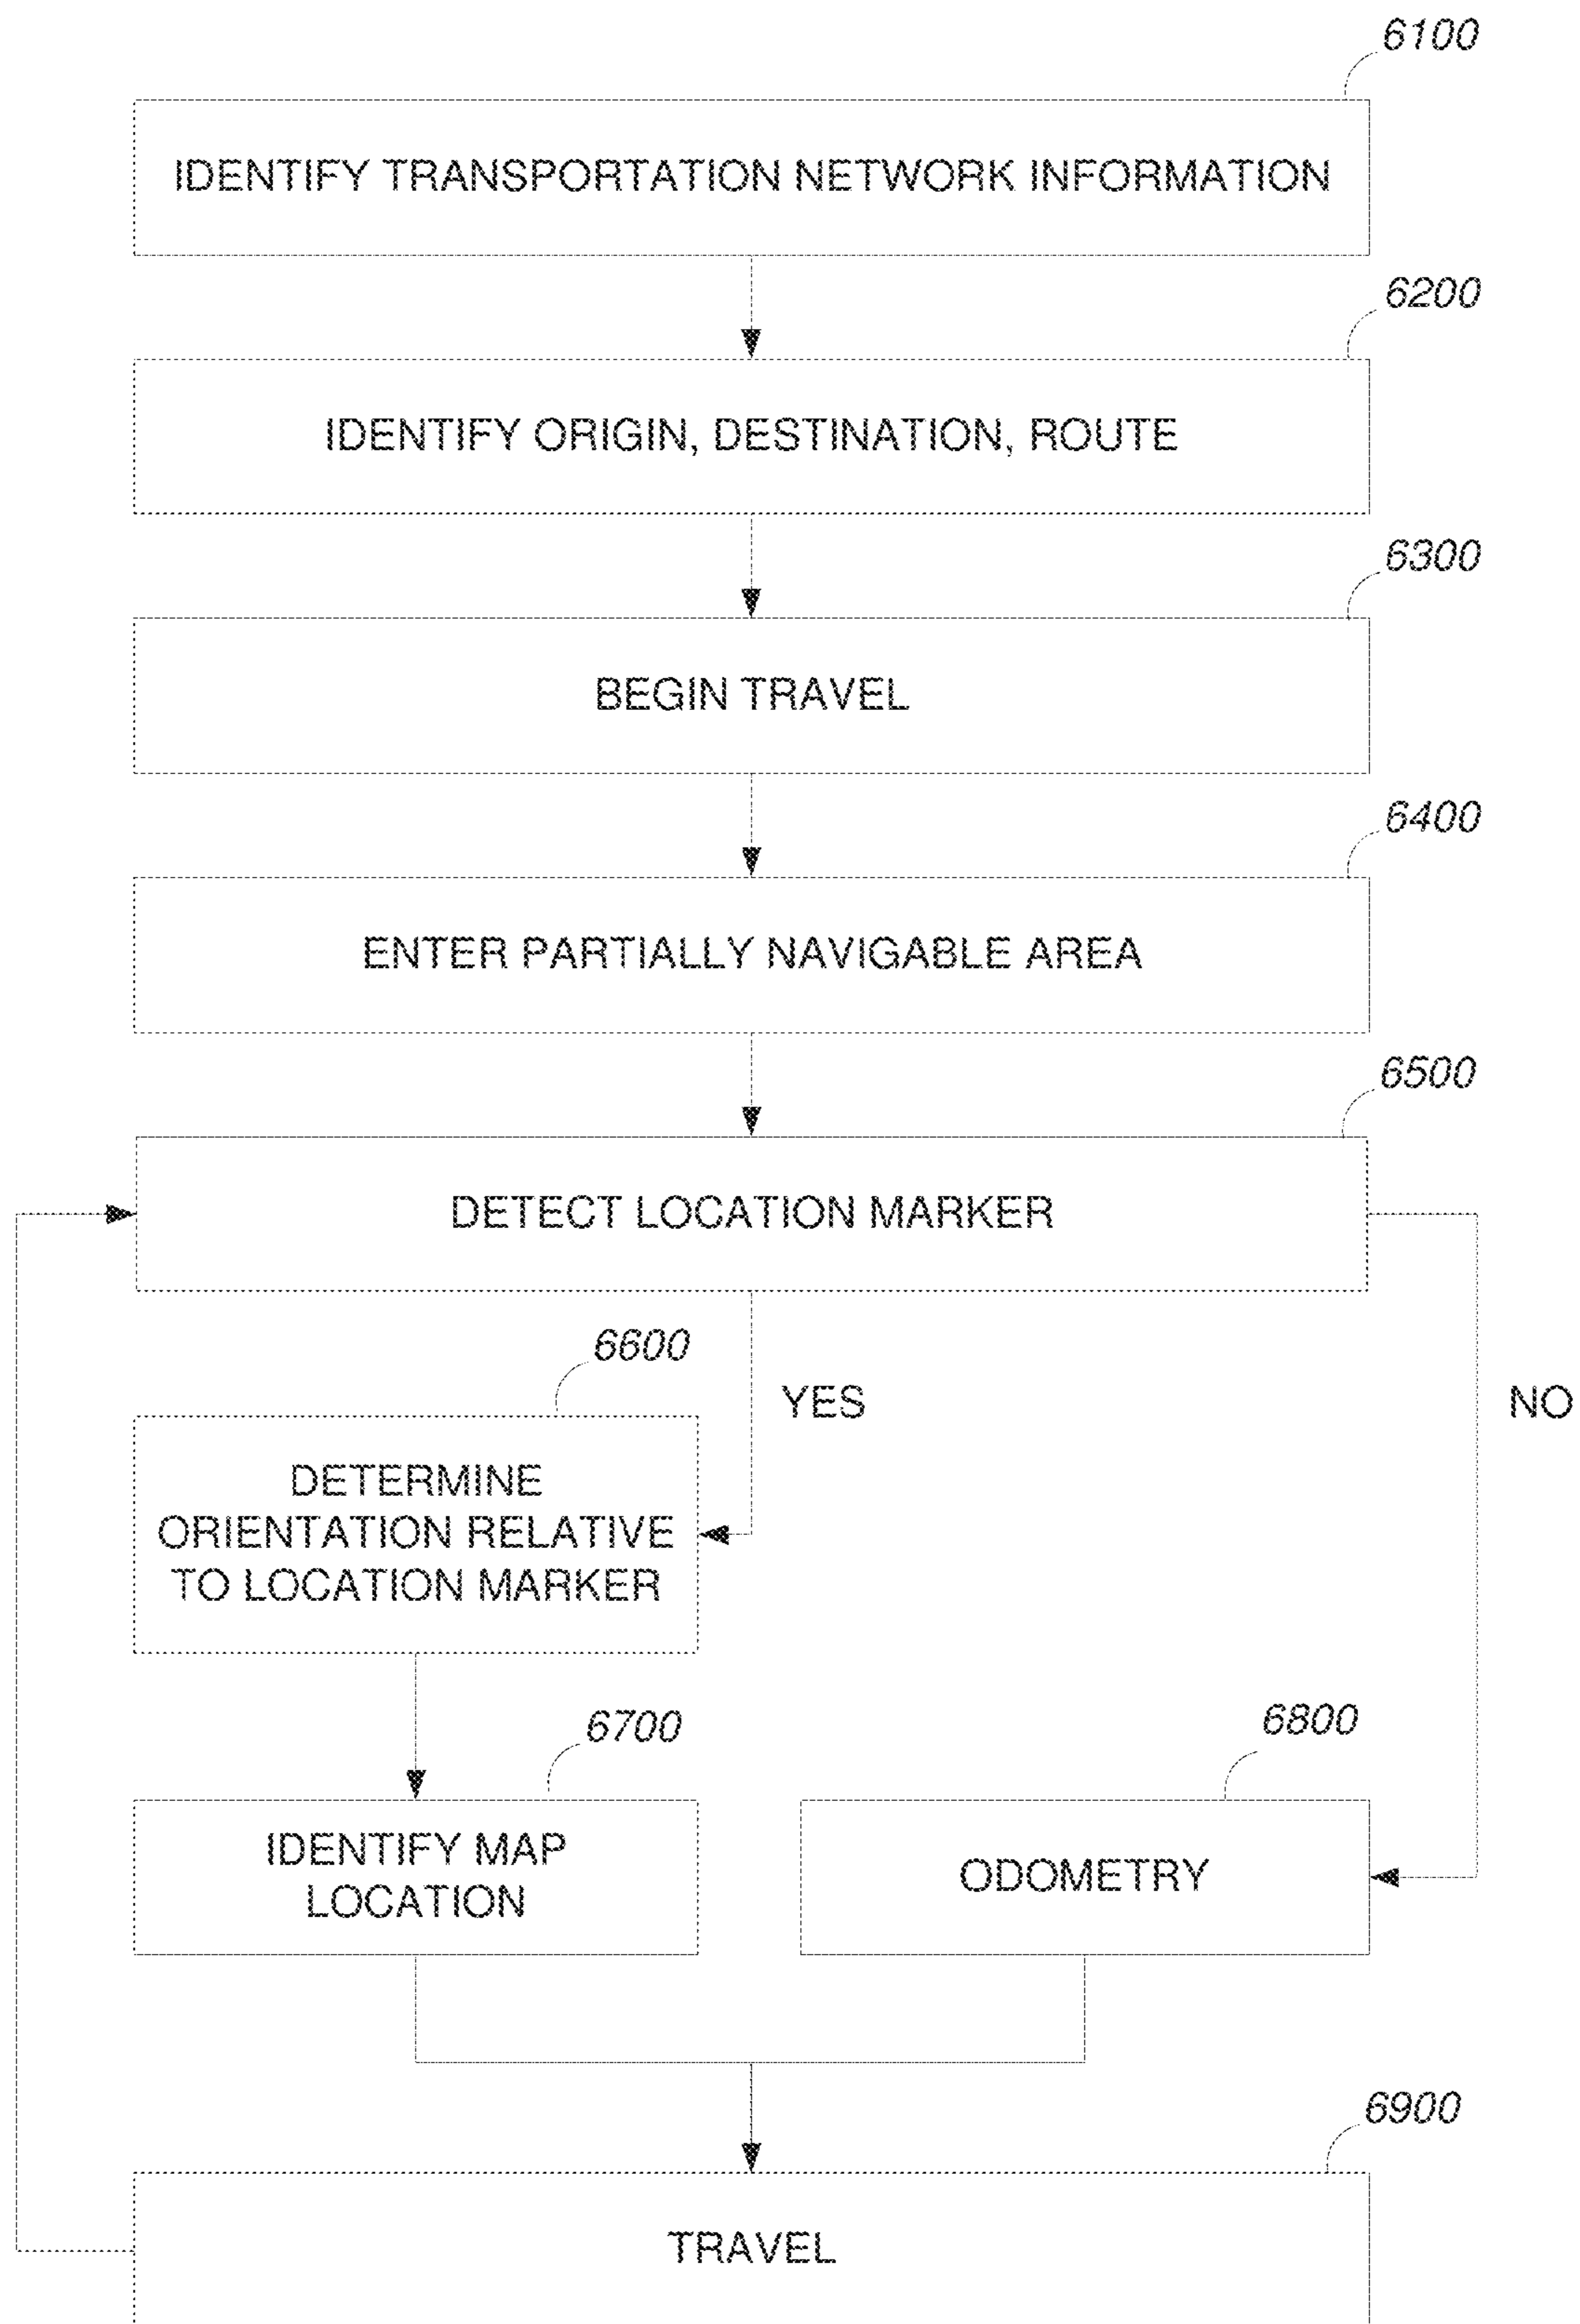 6100
IDENTIFY TRANSPORTATION NETWORK INFORMATION
6200
IDENTIFY ORIGIN, DESTINATION, ROUTE
6300
BEGIN TRAVEL
6400
ENTER PARTIALLY NAVIGABLE AREA
6500
DETECT LOCATION MARKER
6600
YES
NO
DETERMINE
ORIENTATION RELATIVE
TO LOCATION MARKER
6700
IDENTIFY MAP
LOCATION
6800
ODOMETRY
6900
TRAVEL